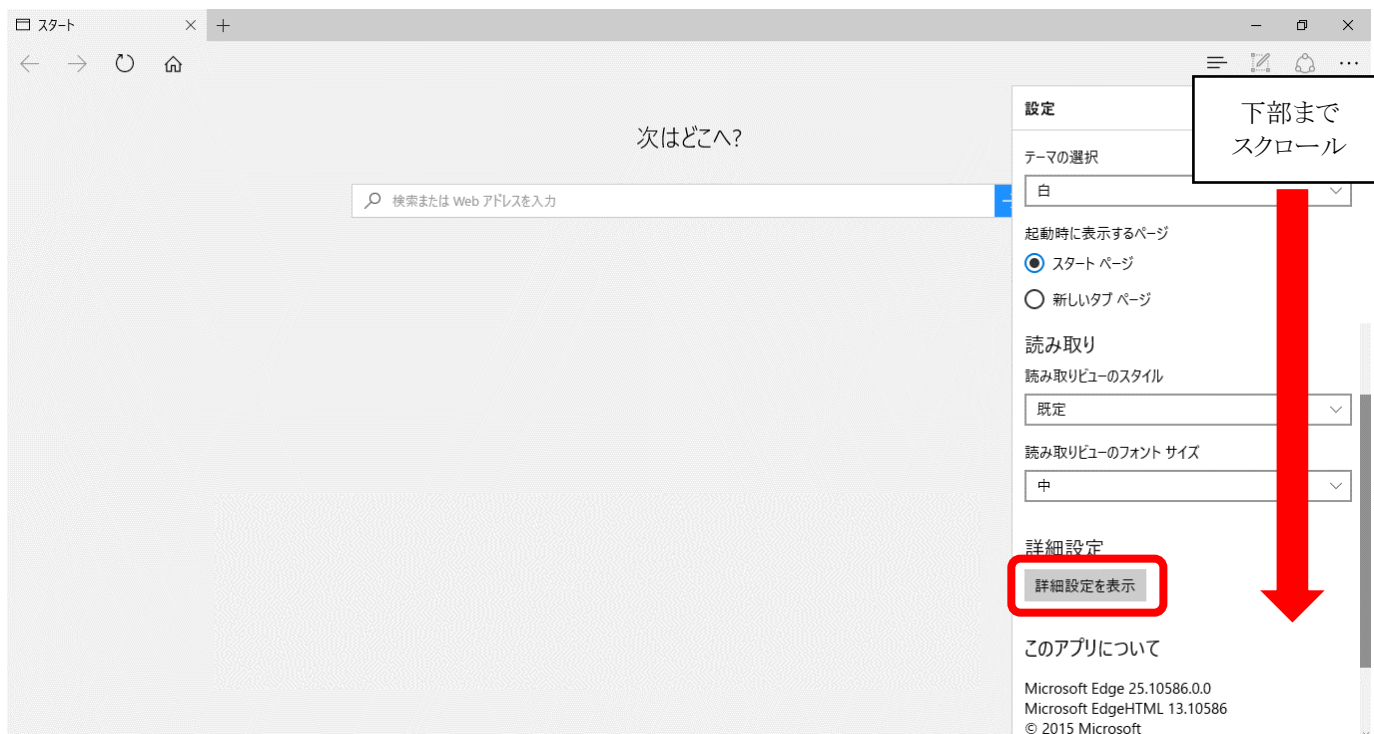 スタート
次はどこへ?
検索または Web アドレスを入力
設定
下部まで
スクロール
テーマの選択
白
起動時に表示するページ
スタート ページ
新しいタブ ページ
読み取り
読み取りビューのスタイル
既定
読み取りビューのフォント サイズ
中
詳細設定
詳細設定を表示
このアプリについて
Microsoft Edge 25.10586.0.0
Microsoft EdgeHTML 13.10586
© 2015 Microsoft